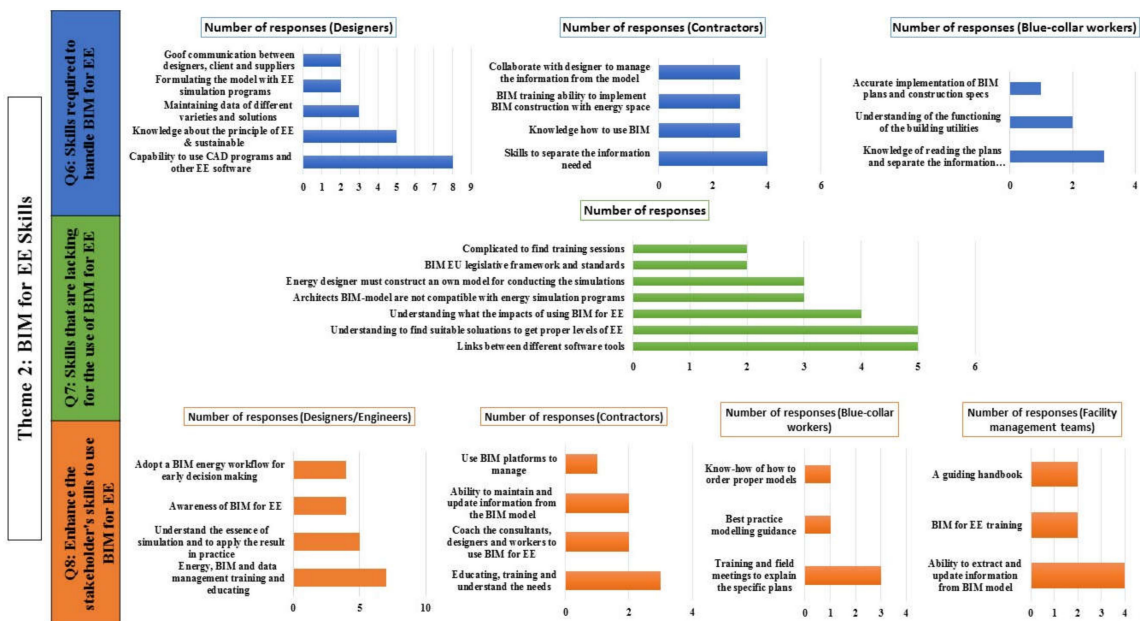 Theme 2: BIM for EE Skills
Q6: Skills required to
handle BIM for EE
Number of responses (Designers)
Goof communication between
designers, client and suppliers
Formulating the model with EE
simulation programs
Maintaining data of different
varieties and solutions
Knowledge about the principle of EE
& sustainable
Capability to use CAD programs and
other EE software
0 1 2 3 4 5 6 7 8 9
Number of responses (Contractors)
Collaborate with designer to manage
the information from the model
BIM training ability to implement
BIM construction with energy space
Knowledge how to use BIM
Skills to separate the information
needed
0 2 4 6
Number of responses (Blue-collar workers)
Accurate implementation of BIM
plans and construction specs
Understanding of the functioning
of the building utilities
Knowledge of reading the
plans and separate the information...
0 2 4
Q7: Skills that are lacking
for the use of BIM for EE
Number of responses
Complicated to find training sessions
BIM EU legislative framework and standards
Energy designer must construct an own model for conducting the simulations
Architects BIM-model are not compatible with energy simulation programs
Understanding what the impacts of using BIM for EE
Understanding to find suitable soluations to get proper levels of EE
Links between different software tools
0 1 2 3 4 5 6
Q8: Enhance the
stakeholder's skills to use
BIM for EE
Number of responses (Designers/Engineers)
Adopt a BIM energy workflow for
early decision making
Awareness of BIM for EE
Understand the essence of
simulation and to apply the result in
practice
Energy, BIM and data
management training and
educating
0 5 10
Number of responses (Contractors)
Use BIM platforms to
manage
Ability to maintain and
update information from
the BIM model
Coach the consultants,
designers and workers to
use BIM for EE
Educating, training and
understand the needs
0 2 4
Number of responses (Blue-collar
workers)
Know-how of how to
order proper models
Best practice
modelling guidance
Training and field
meetings to explain
the specific plans
0 1 2 3 4
Number of responses (Facility
management teams)
A guiding handbook
BIM for EE training
Ability to extract and
update information
from BIM model
0 1 2 3 4